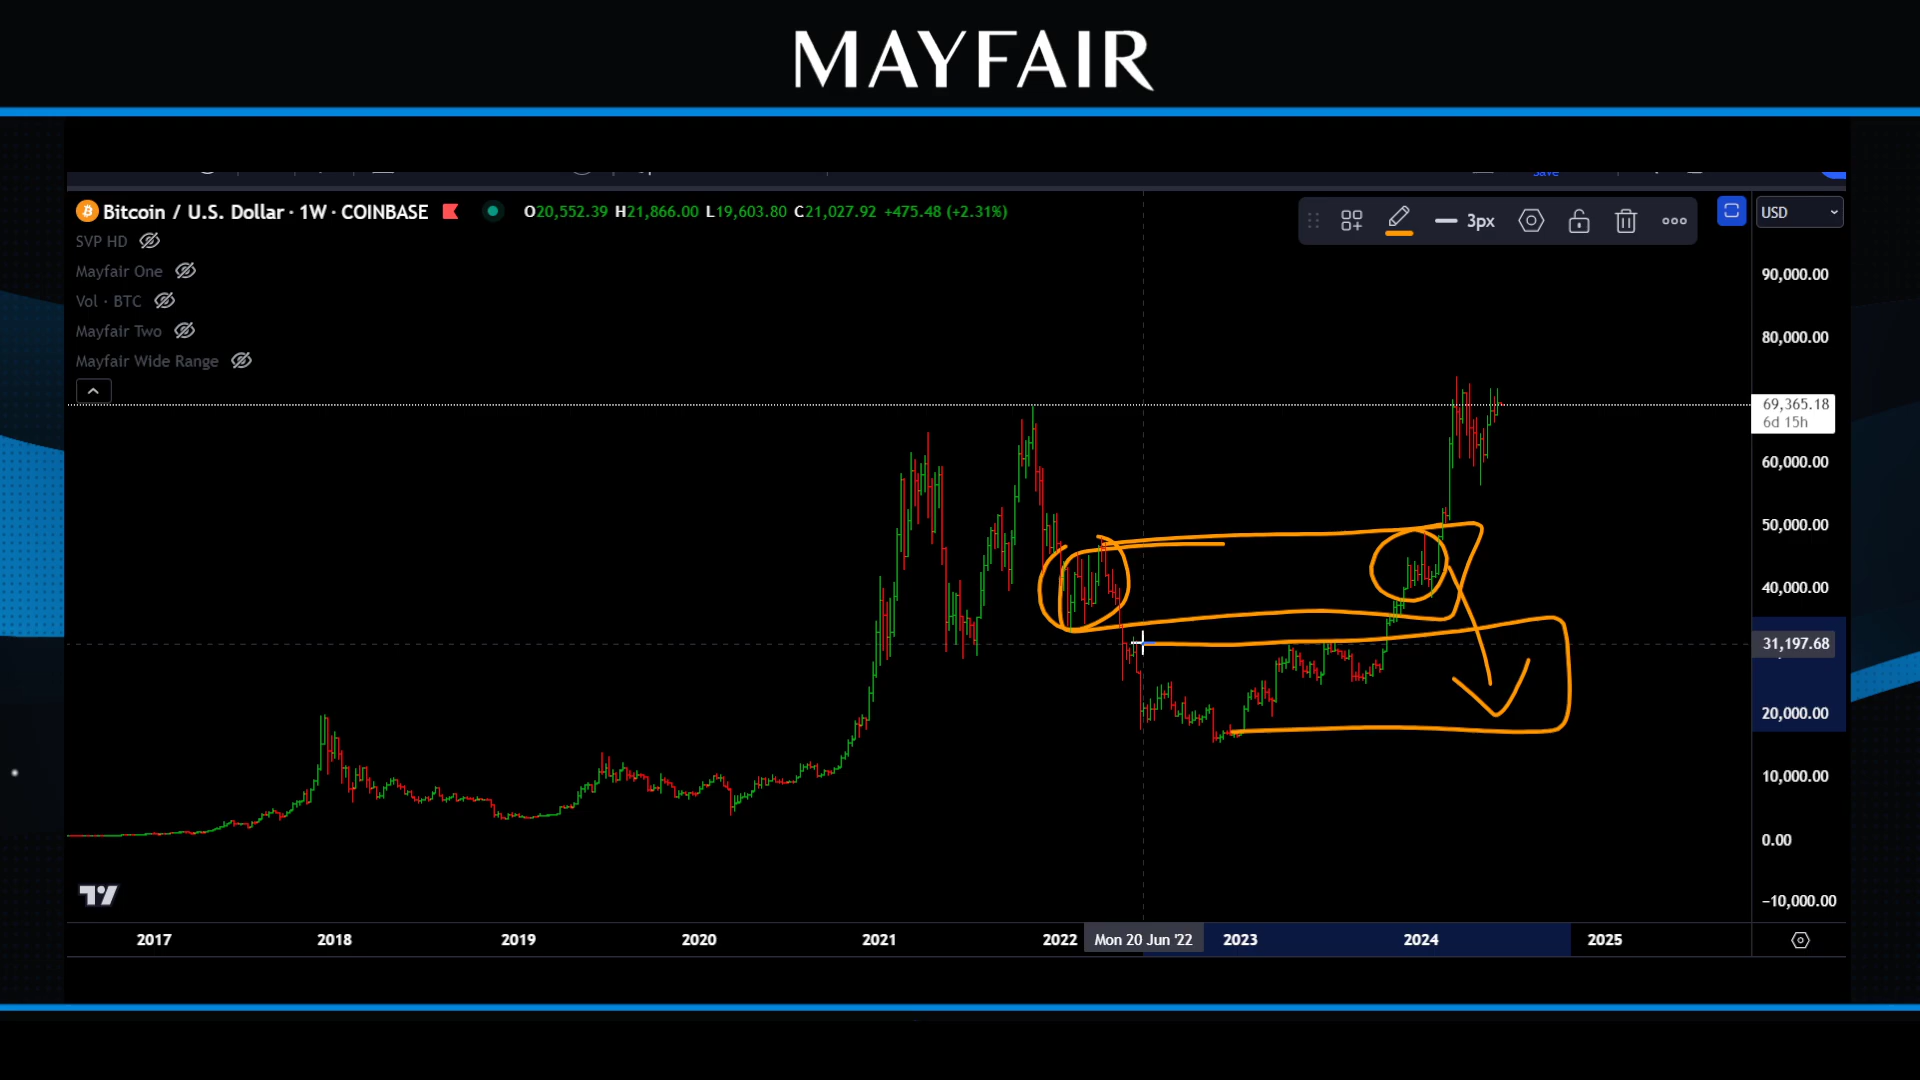 MAYFAIR
Save
Bitcoin / U.S. Dollar · 1W · COINBASE O20,552.39 H21,866.00 L19,603.80 C21,027.92 +475.48 (+2.31%)
3px
USD
SVP HD
Mayfair One
Vol · BTC
Mayfair Two
Mayfair Wide Range
90,000.00
80,000.00
69,365.18
6d 15h
60,000.00
50,000.00
40,000.00
31,197.68
20,000.00
10,000.00
0.00
−10,000.00
2017 2018 2019 2020 2021 2022 Mon 20 Jun '22 2023 2024 2025